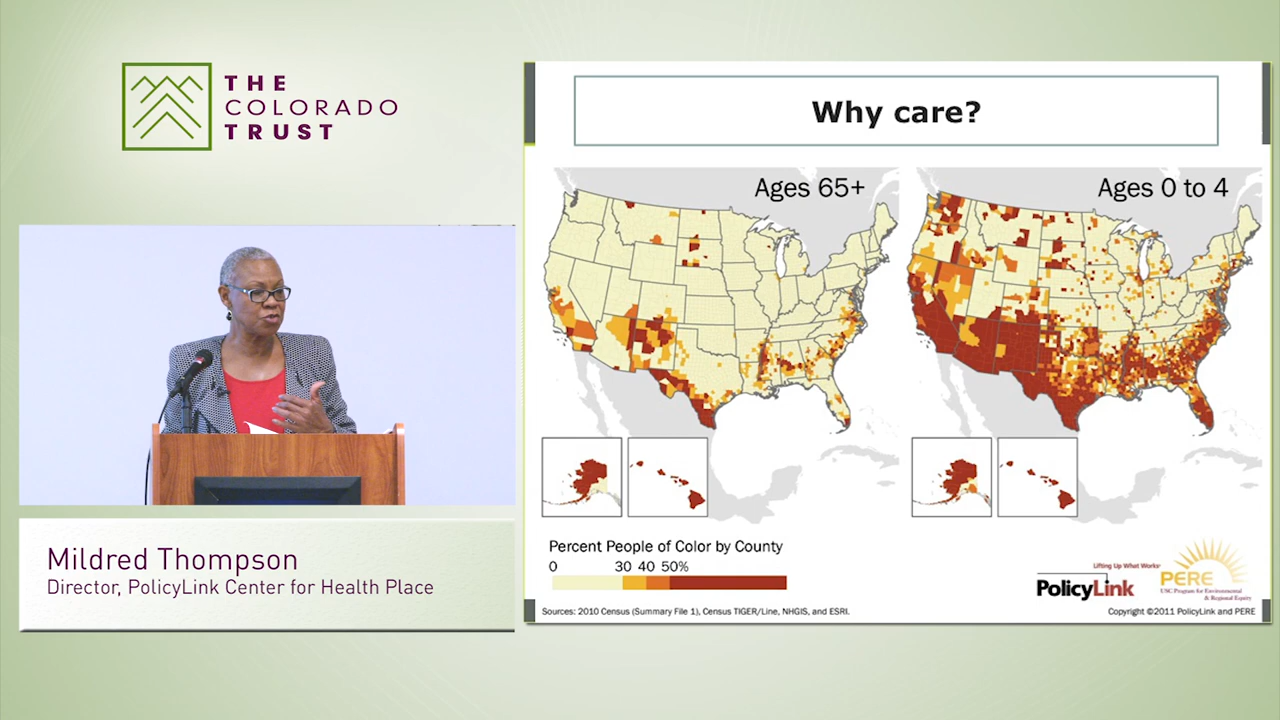 THE
COLORADO
TRUST
Mildred Thompson
Director, PolicyLink Center for Health Place
Why care?
Ages 65+
Ages 0 to 4
Percent People of Color by County
0 30 40 50%
Lifting Up What Works
PolicyLink
PERE
USC Program for Environmental
& Regional Equity
Sources: 2010 Census (Summary File 1), Census TIGER/Line, NHGIS, and ESRI.
Copyright ©2011 PolicyLink and PERE